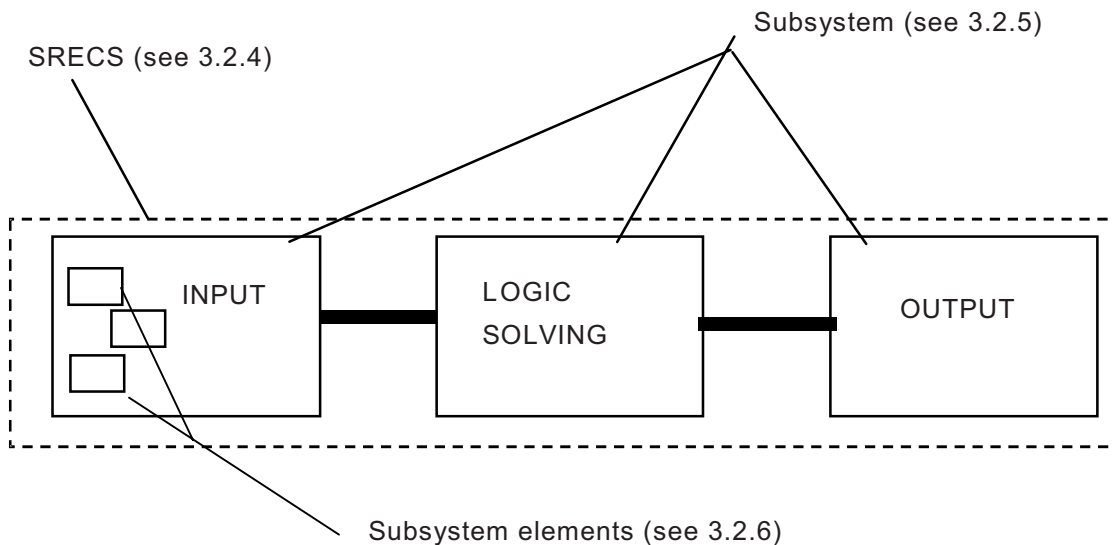 Subsystem (see 3.2.5)
SRECS (see 3.2.4)
INPUT
LOGIC
SOLVING
OUTPUT
Subsystem elements (see 3.2.6)